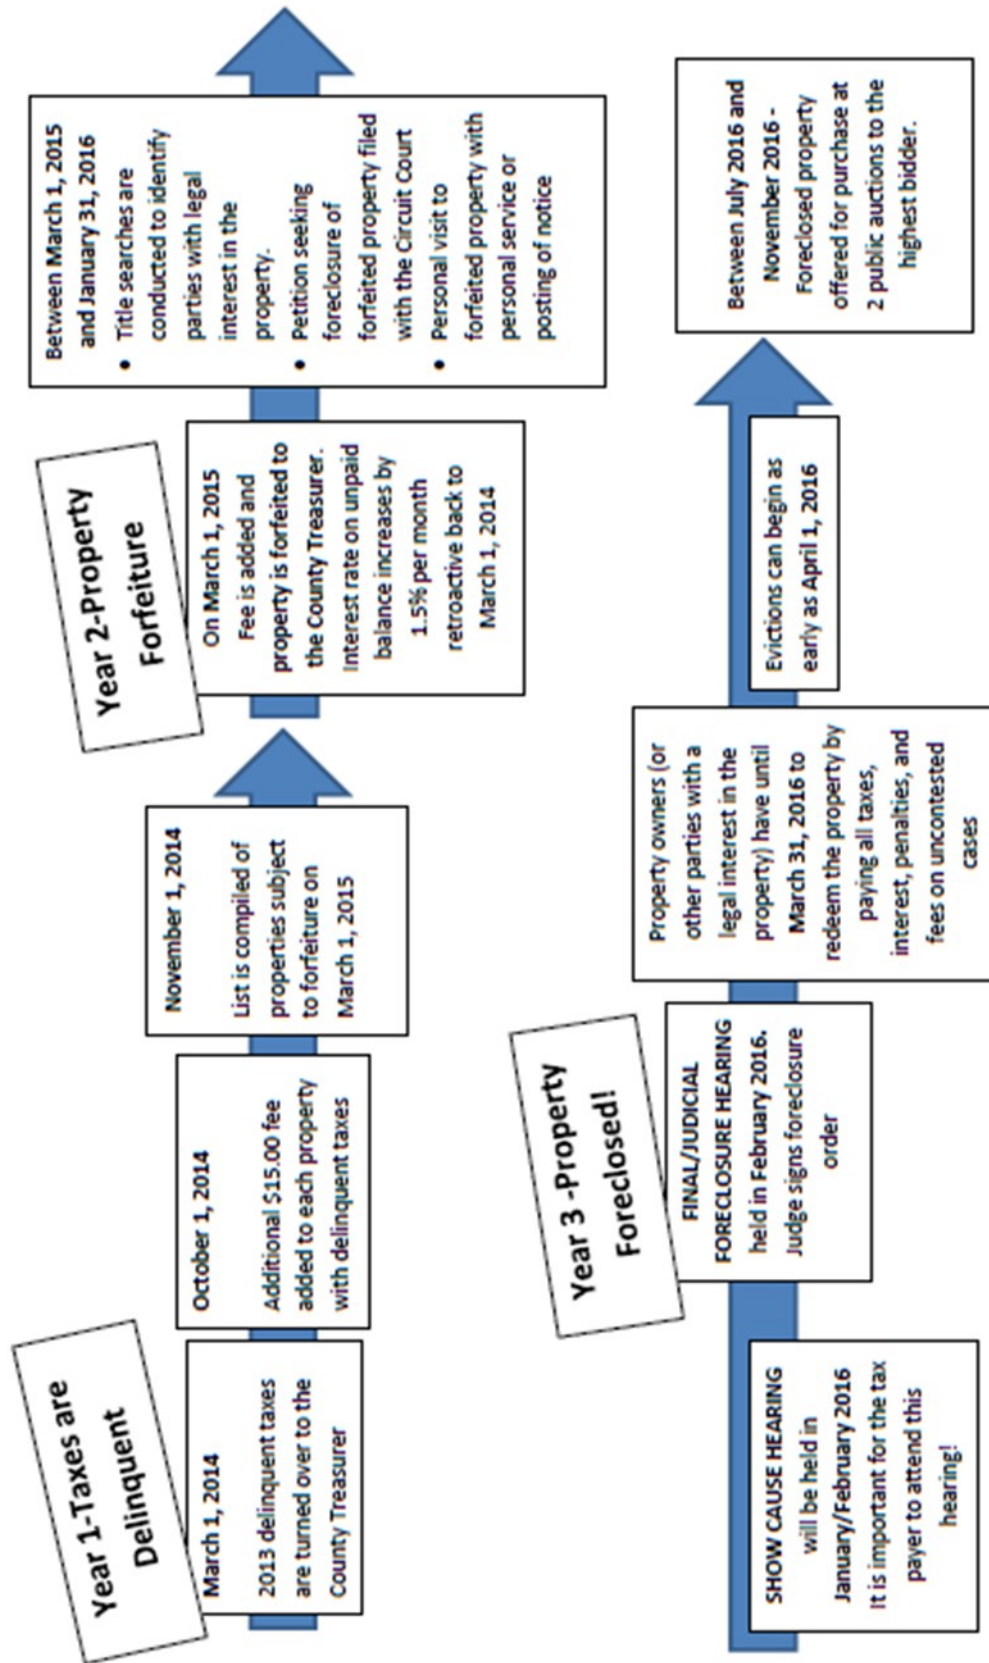 Year 1-Taxes are
Delinquent
March 1, 2014
2013 delinquent taxes
are turned over to the
County Treasurer
October 1, 2014
Additional $15.00 fee
added to each property
with delinquent taxes
November 1, 2014
List is compiled of
properties subject
to forfeiture on
March 1, 2015
Year 2-Property
Forfeiture
On March 1, 2015
Fee is added and
property is forfeited to
the County Treasurer.
Interest rate on unpaid
balance increases by
1.5% per month
retroactive back to
March 1, 2014
Between March 1, 2015
and January 31, 2016
• Title searches are
conducted to identify
parties with legal
interest in the
property.
• Petition seeking
foreclosure of
forfeited property filed
with the Circuit Court
• Personal visit to
forfeited property with
personal service or
posting of notice
SHOW CAUSE HEARING
will be held in
January/February 2016
It is important for the tax
payer to attend this
hearing!
Year 3 -Property
Foreclosed!
FINAL/JUDICIAL
FORECLOSURE HEARING
held in February 2016.
Judge signs foreclosure
order
Property owners (or
other parties with a
legal interest in the
property) have until
March 31, 2016 to
redeem the property by
paying all taxes,
interest, penalties, and
fees on uncontested
cases
Evictions can begin as
early as April 1, 2016
Between July 2016 and
November 2016 -
Foreclosed property
offered for purchase at
2 public auctions to the
highest bidder.